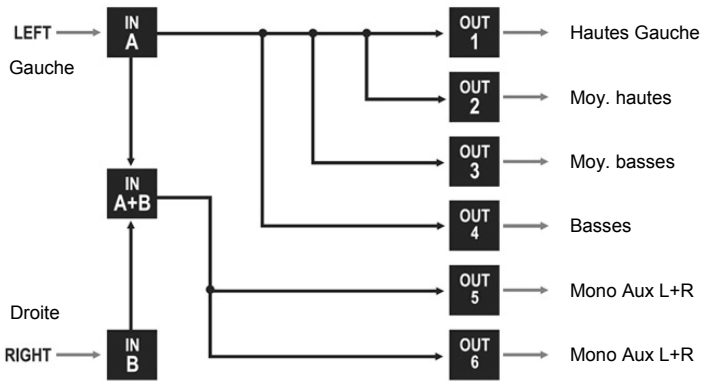 LEFT
Gauche
IN
A
OUT
1
Hautes Gauche
OUT
2
Moy. hautes
OUT
3
Moy. basses
IN
A+B
OUT
4
Basses
OUT
5
Mono Aux L+R
Droite
RIGHT
IN
B
OUT
6
Mono Aux L+R